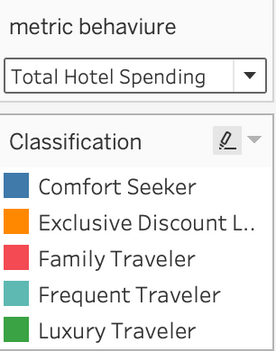 metric behaviure
Total Hotel Spending
Classification
Comfort Seeker
Exclusive Discount L..
Family Traveler
Frequent Traveler
Luxury Traveler